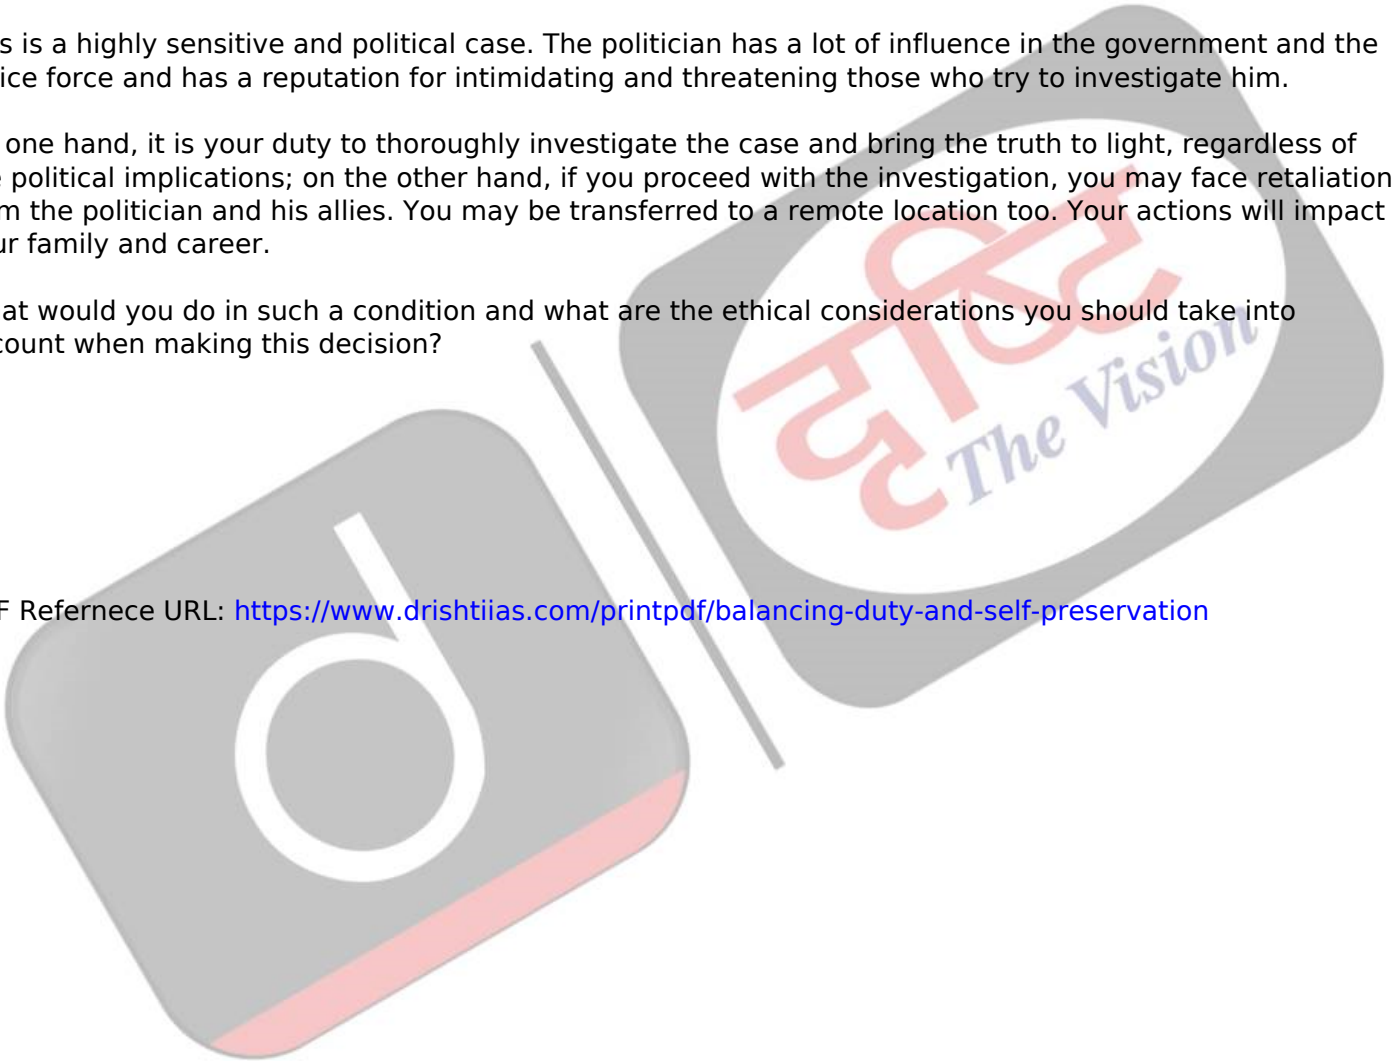 s is a highly sensitive and political case. The politician has a lot of influence in the government and the
ice force and has a reputation for intimidating and threatening those who try to investigate him.
one hand, it is your duty to thoroughly investigate the case and bring the truth to light, regardless of
e political implications; on the other hand, if you proceed with the investigation, you may face retaliation
m the politician and his allies. You may be transferred to a remote location too. Your actions will impact
ur family and career.
at would you do in such a condition and what are the ethical considerations you should take into
count when making this decision?
दृष्टि
The Vision
d
F Refernece URL: https://www.drishtiias.com/printpdf/balancing-duty-and-self-preservation